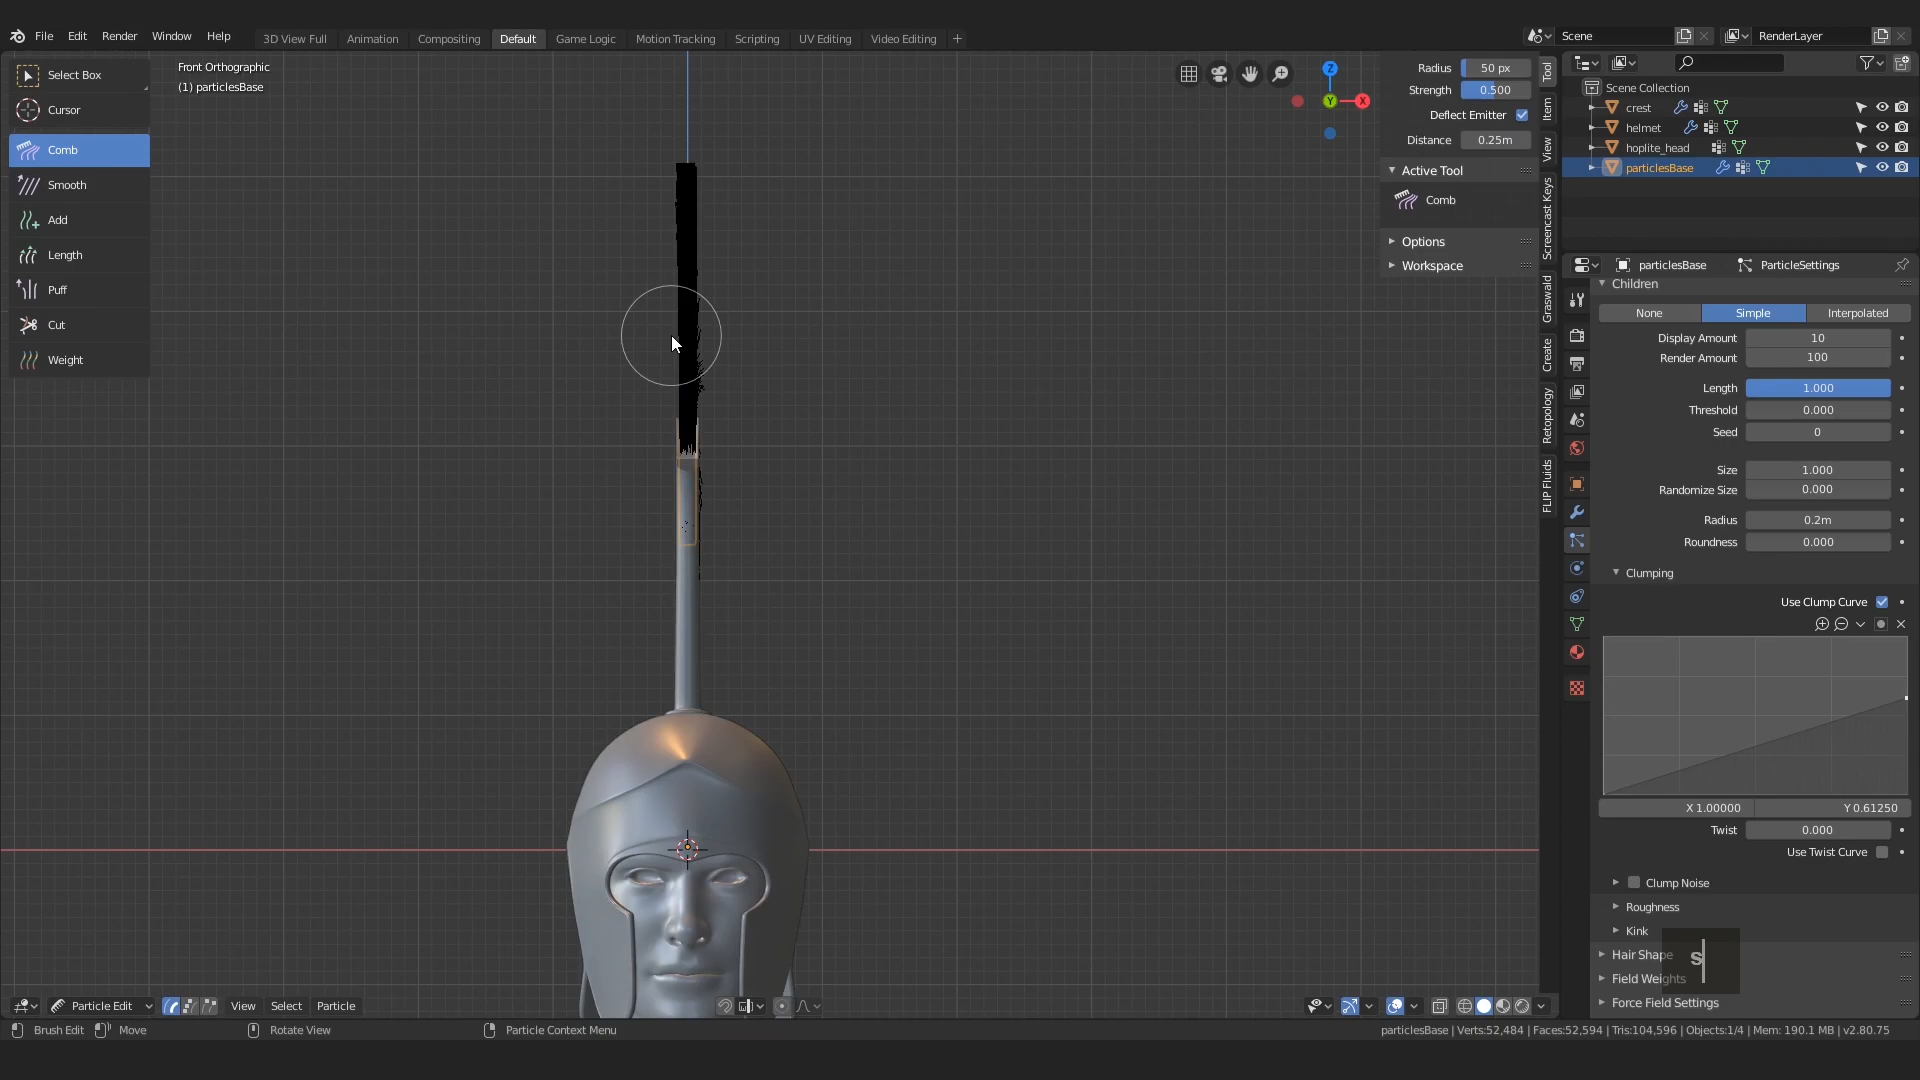 File Edit Render Window Help 3D View Full Animation Compositing Default Game Logic Motion Tracking Scripting UV Editing Video Editing + Scene RenderLayer
Front Orthographic
(1) particlesBase
Select Box
Cursor
Comb
Smooth
Add
Length
Puff
Cut
Weight
Z
Y
X
Radius 50 px
Strength 0.500
Deflect Emitter
Distance 0.25m
Active Tool
Comb
Options
Workspace
Tool
Item
View
Screencast Keys
Graswald
Create
Retopology
FLIP Fluids
Scene Collection
crest
helmet
hoplite_head
particlesBase
particlesBase ParticleSettings
Children
None Simple Interpolated
Display Amount 10
Render Amount 100
Length 1.000
Threshold 0.000
Seed 0
Size 1.000
Randomize Size 0.000
Radius 0.2m
Roundness 0.000
Clumping
Use Clump Curve
X 1.00000 Y 0.61250
Twist 0.000
Use Twist Curve
Clump Noise
Roughness
Kink
Hair Shape
Field Weights
Force Field Settings
s
Particle Edit View Select Particle
Brush Edit Move Rotate View Particle Context Menu particlesBase | Verts:52,484 | Faces:52,594 | Tris:104,596 | Objects:1/4 | Mem: 190.1 MB | v2.80.75